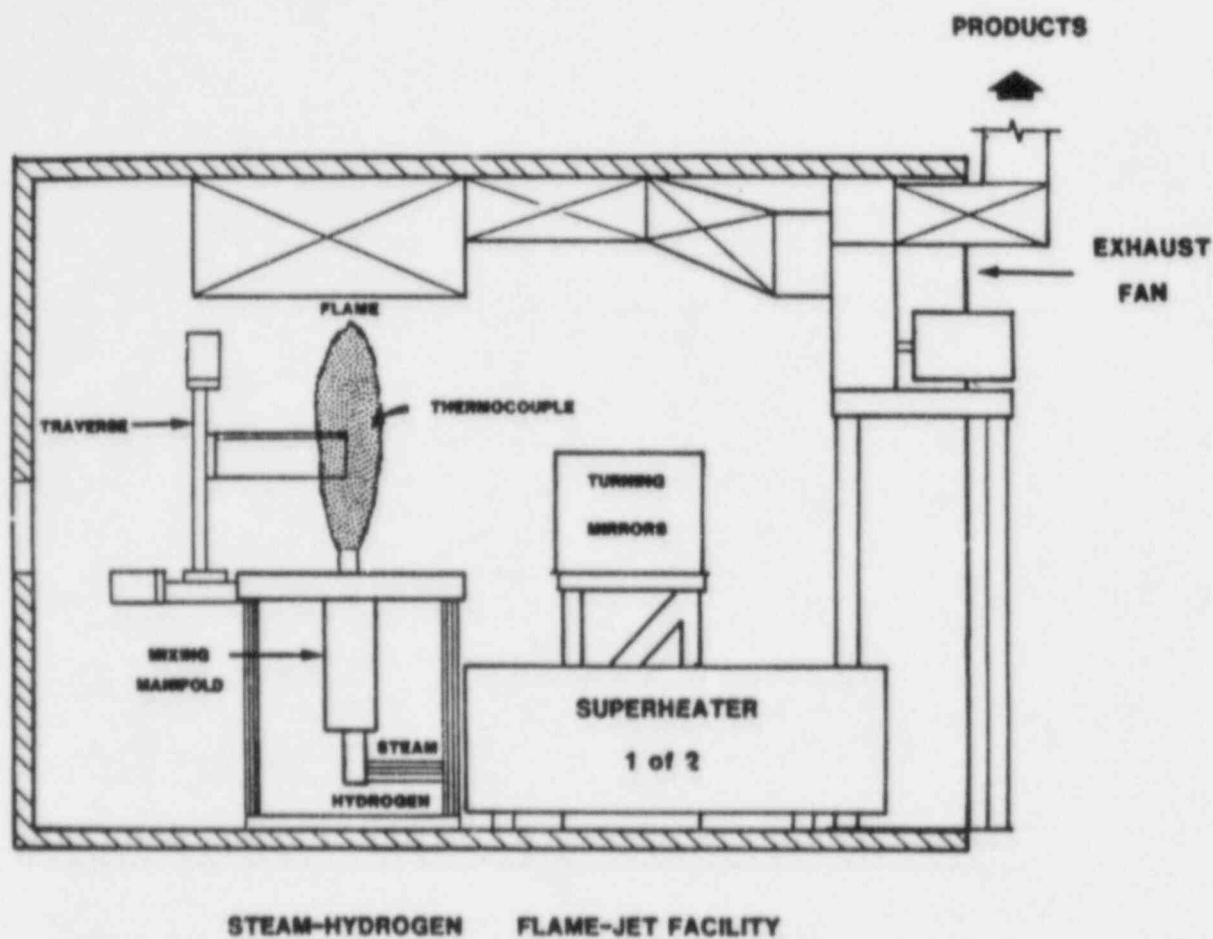 PRODUCTS
EXHAUST
FAN
FLAME
THERMOCOUPLE
TRAVERSE
TURNING
MIRRORS
MIXING
MANIFOLD
SUPERHEATER
1 of 2
STEAM
HYDROGEN
STEAM-HYDROGEN FLAME-JET FACILITY